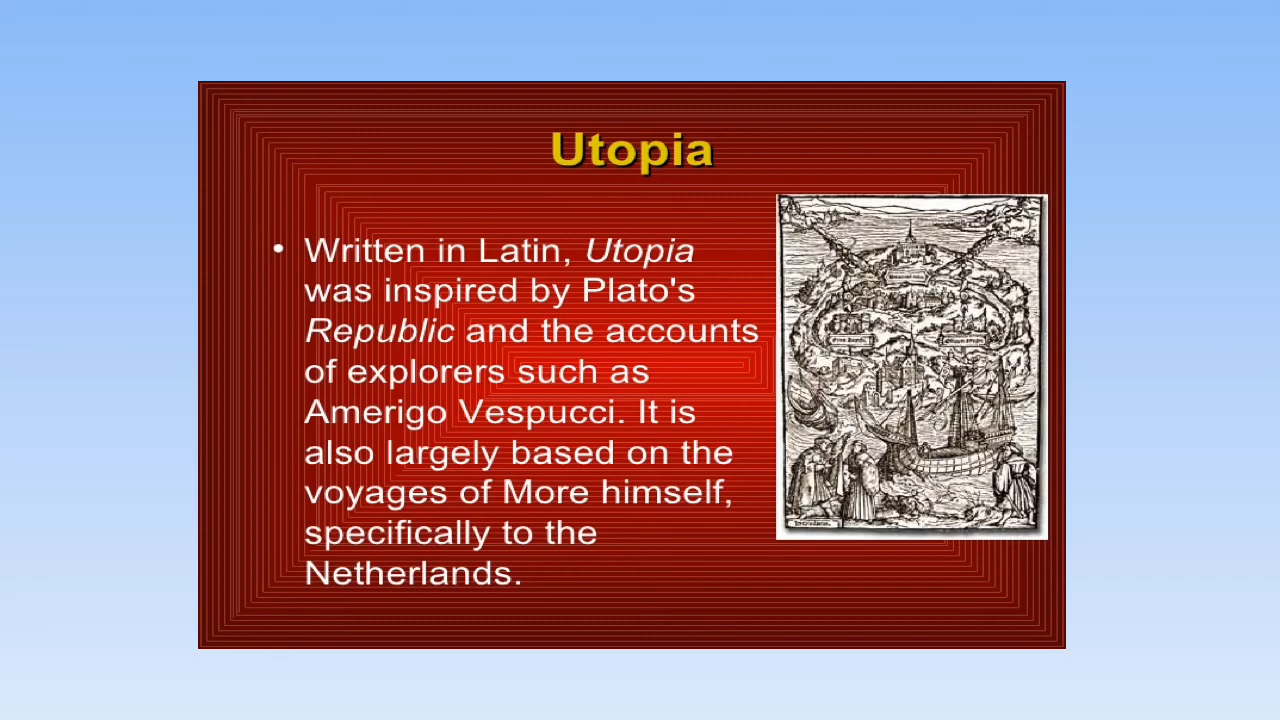 Utopia
• Written in Latin, Utopia
was inspired by Plato's
Republic and the accounts
of explorers such as
Amerigo Vespucci. It is
also largely based on the
voyages of More himself,
specifically to the
Netherlands.